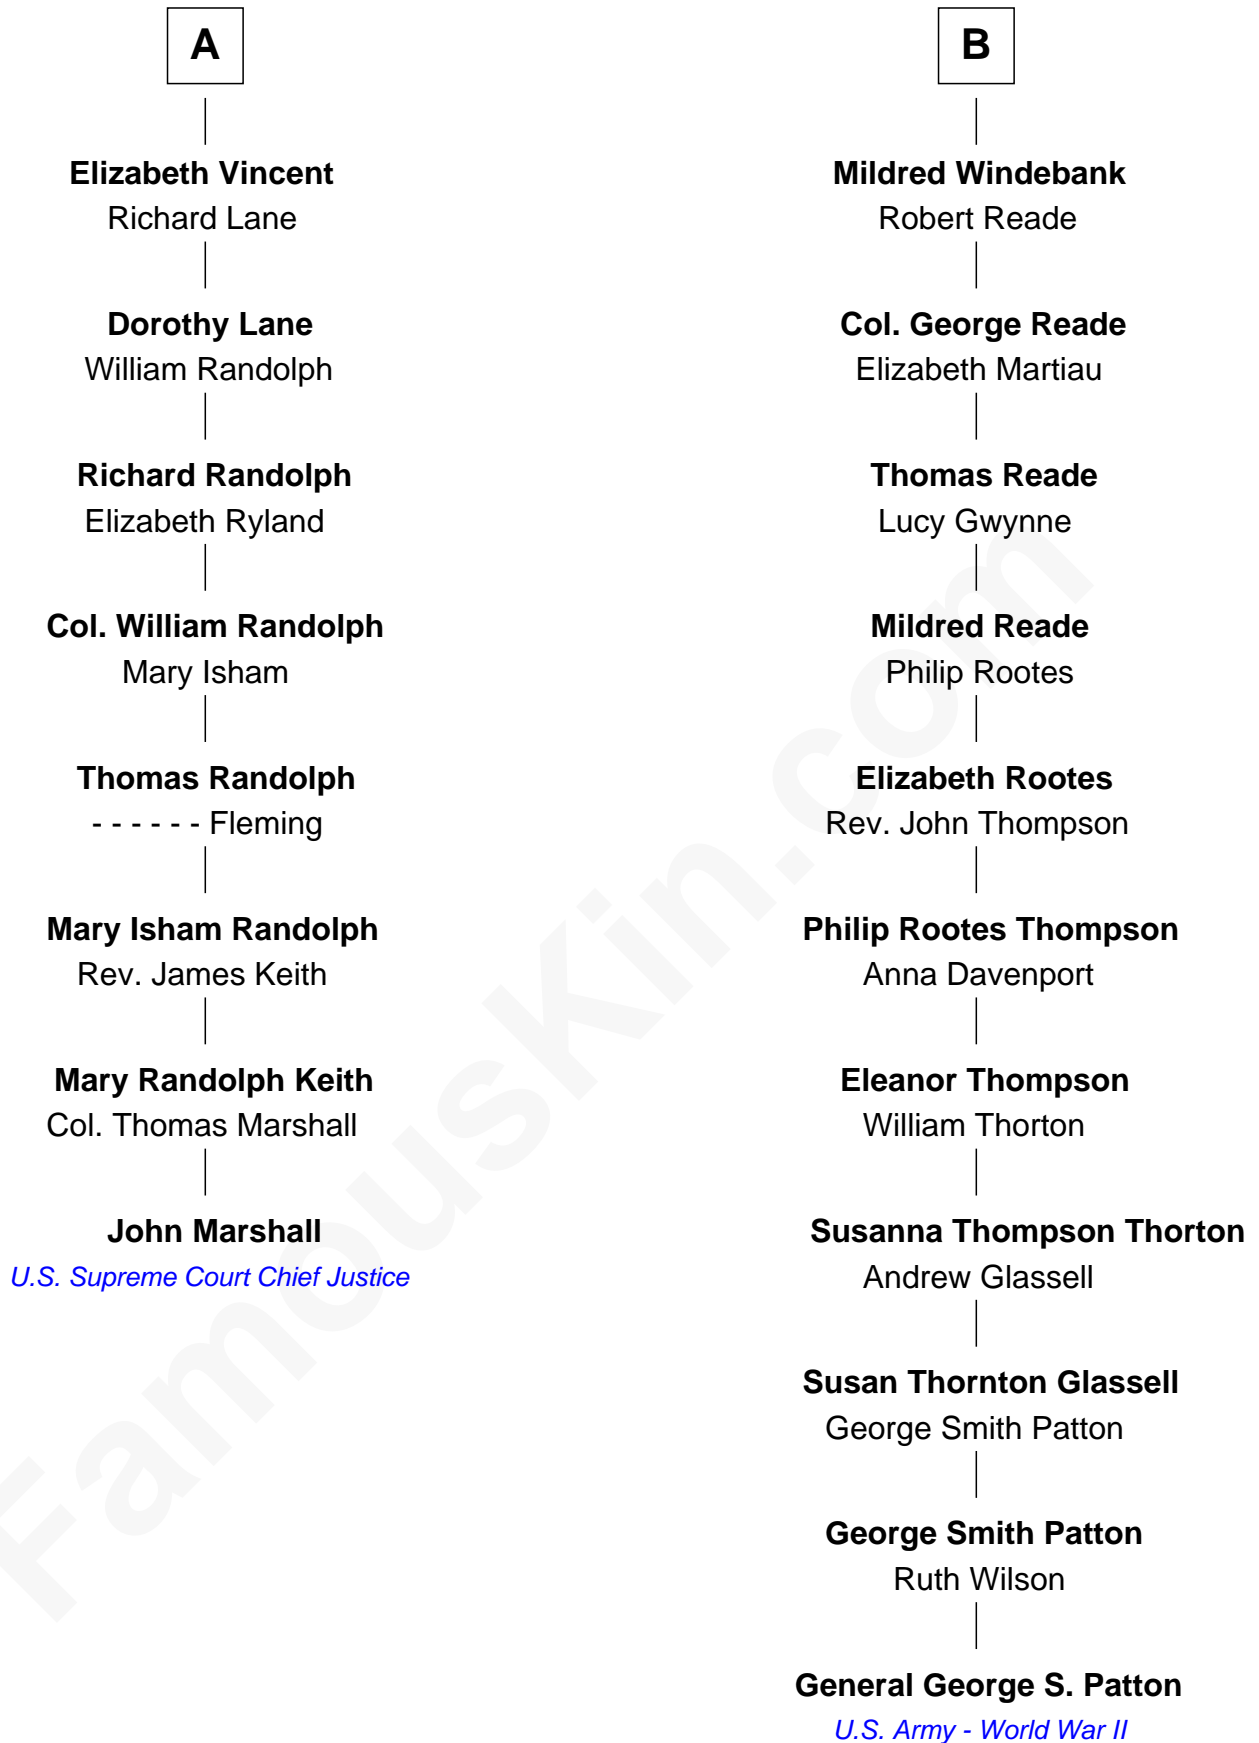 A
Elizabeth Vincent
Richard Lane
Dorothy Lane
William Randolph
Richard Randolph
Elizabeth Ryland
Col. William Randolph
Mary Isham
Thomas Randolph
- - - - - - Fleming
Mary Isham Randolph
Rev. James Keith
Mary Randolph Keith
Col. Thomas Marshall
John Marshall
U.S. Supreme Court Chief Justice
B
Mildred Windebank
Robert Reade
Col. George Reade
Elizabeth Martiau
Thomas Reade
Lucy Gwynne
Mildred Reade
Philip Rootes
Elizabeth Rootes
Rev. John Thompson
Philip Rootes Thompson
Anna Davenport
Eleanor Thompson
William Thorton
Susanna Thompson Thorton
Andrew Glassell
Susan Thornton Glassell
George Smith Patton
George Smith Patton
Ruth Wilson
General George S. Patton
U.S. Army - World War II
FamousKin.com